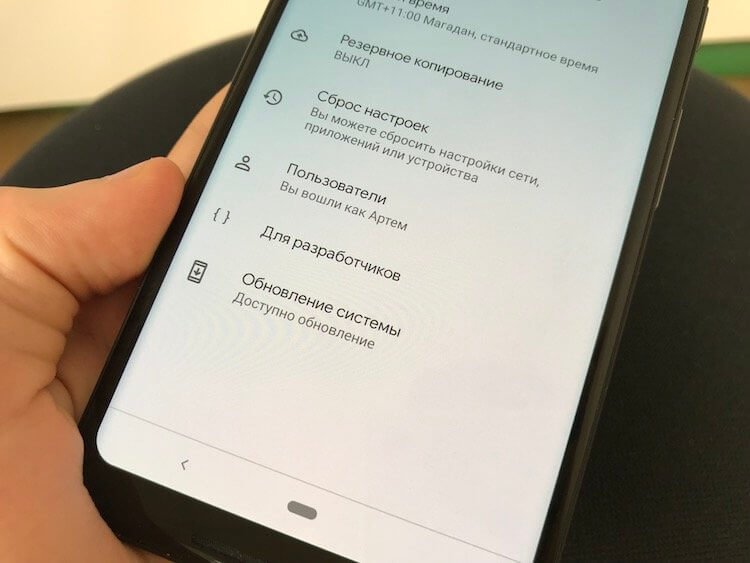 время
GMT+11:00 Магадан, стандартное время
Резервное копирование
ВЫКЛ
Сброс настроек
Вы можете сбросить настройки сети,
приложений или устройства
Пользователи
Вы вошли как Артем
Для разработчиков
Обновление системы
Доступно обновление